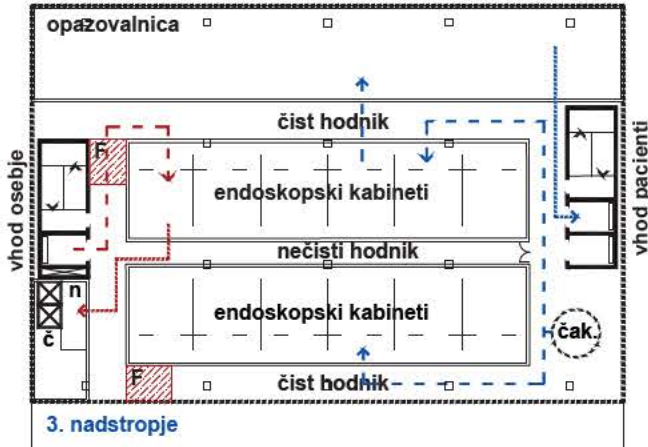 opazovalnica
čist hodnik
F
endoskopski kabineti
vhod osebje
vhod pacienti
nečisti hodnik
n
endoskopski kabineti
č
čak.
F
čist hodnik
3. nadstropje